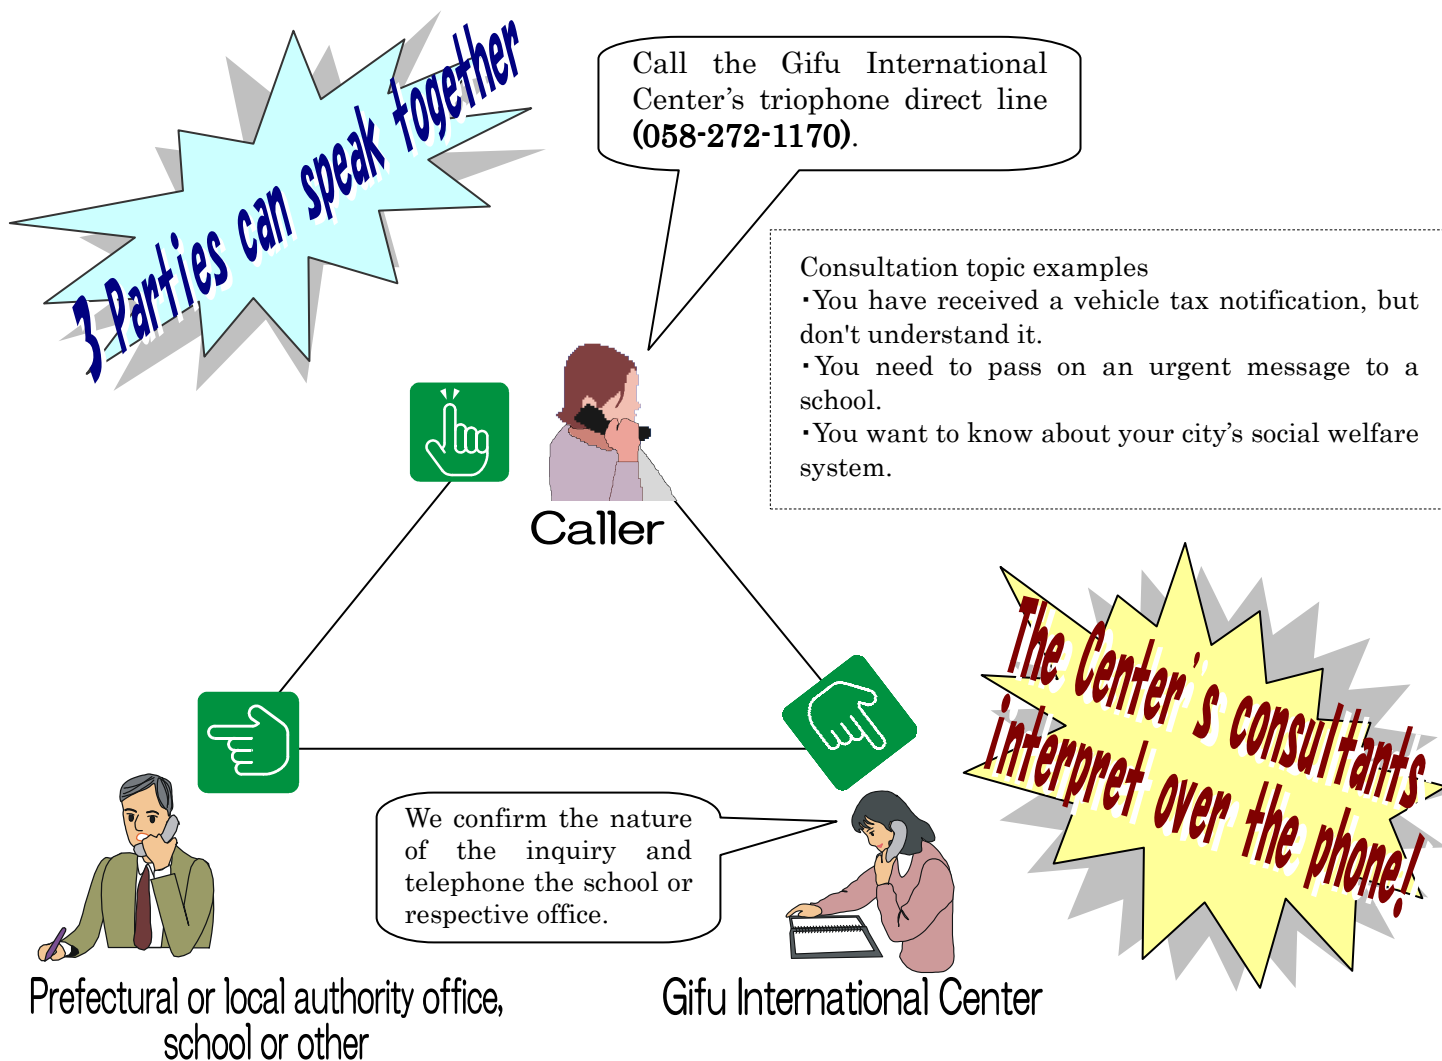 3 Parties can speak together
Call the Gifu International
Center’s triophone direct line
(058-272-1170).
Consultation topic examples
・You have received a vehicle tax notification, but
don't understand it.
・You need to pass on an urgent message to a
school.
・You want to know about your city’s social welfare
system.
Caller
The Center's consultants
interpret over the phone!
We confirm the nature
of the inquiry and
telephone the school or
respective office.
Prefectural or local authority office,
school or other
Gifu International Center